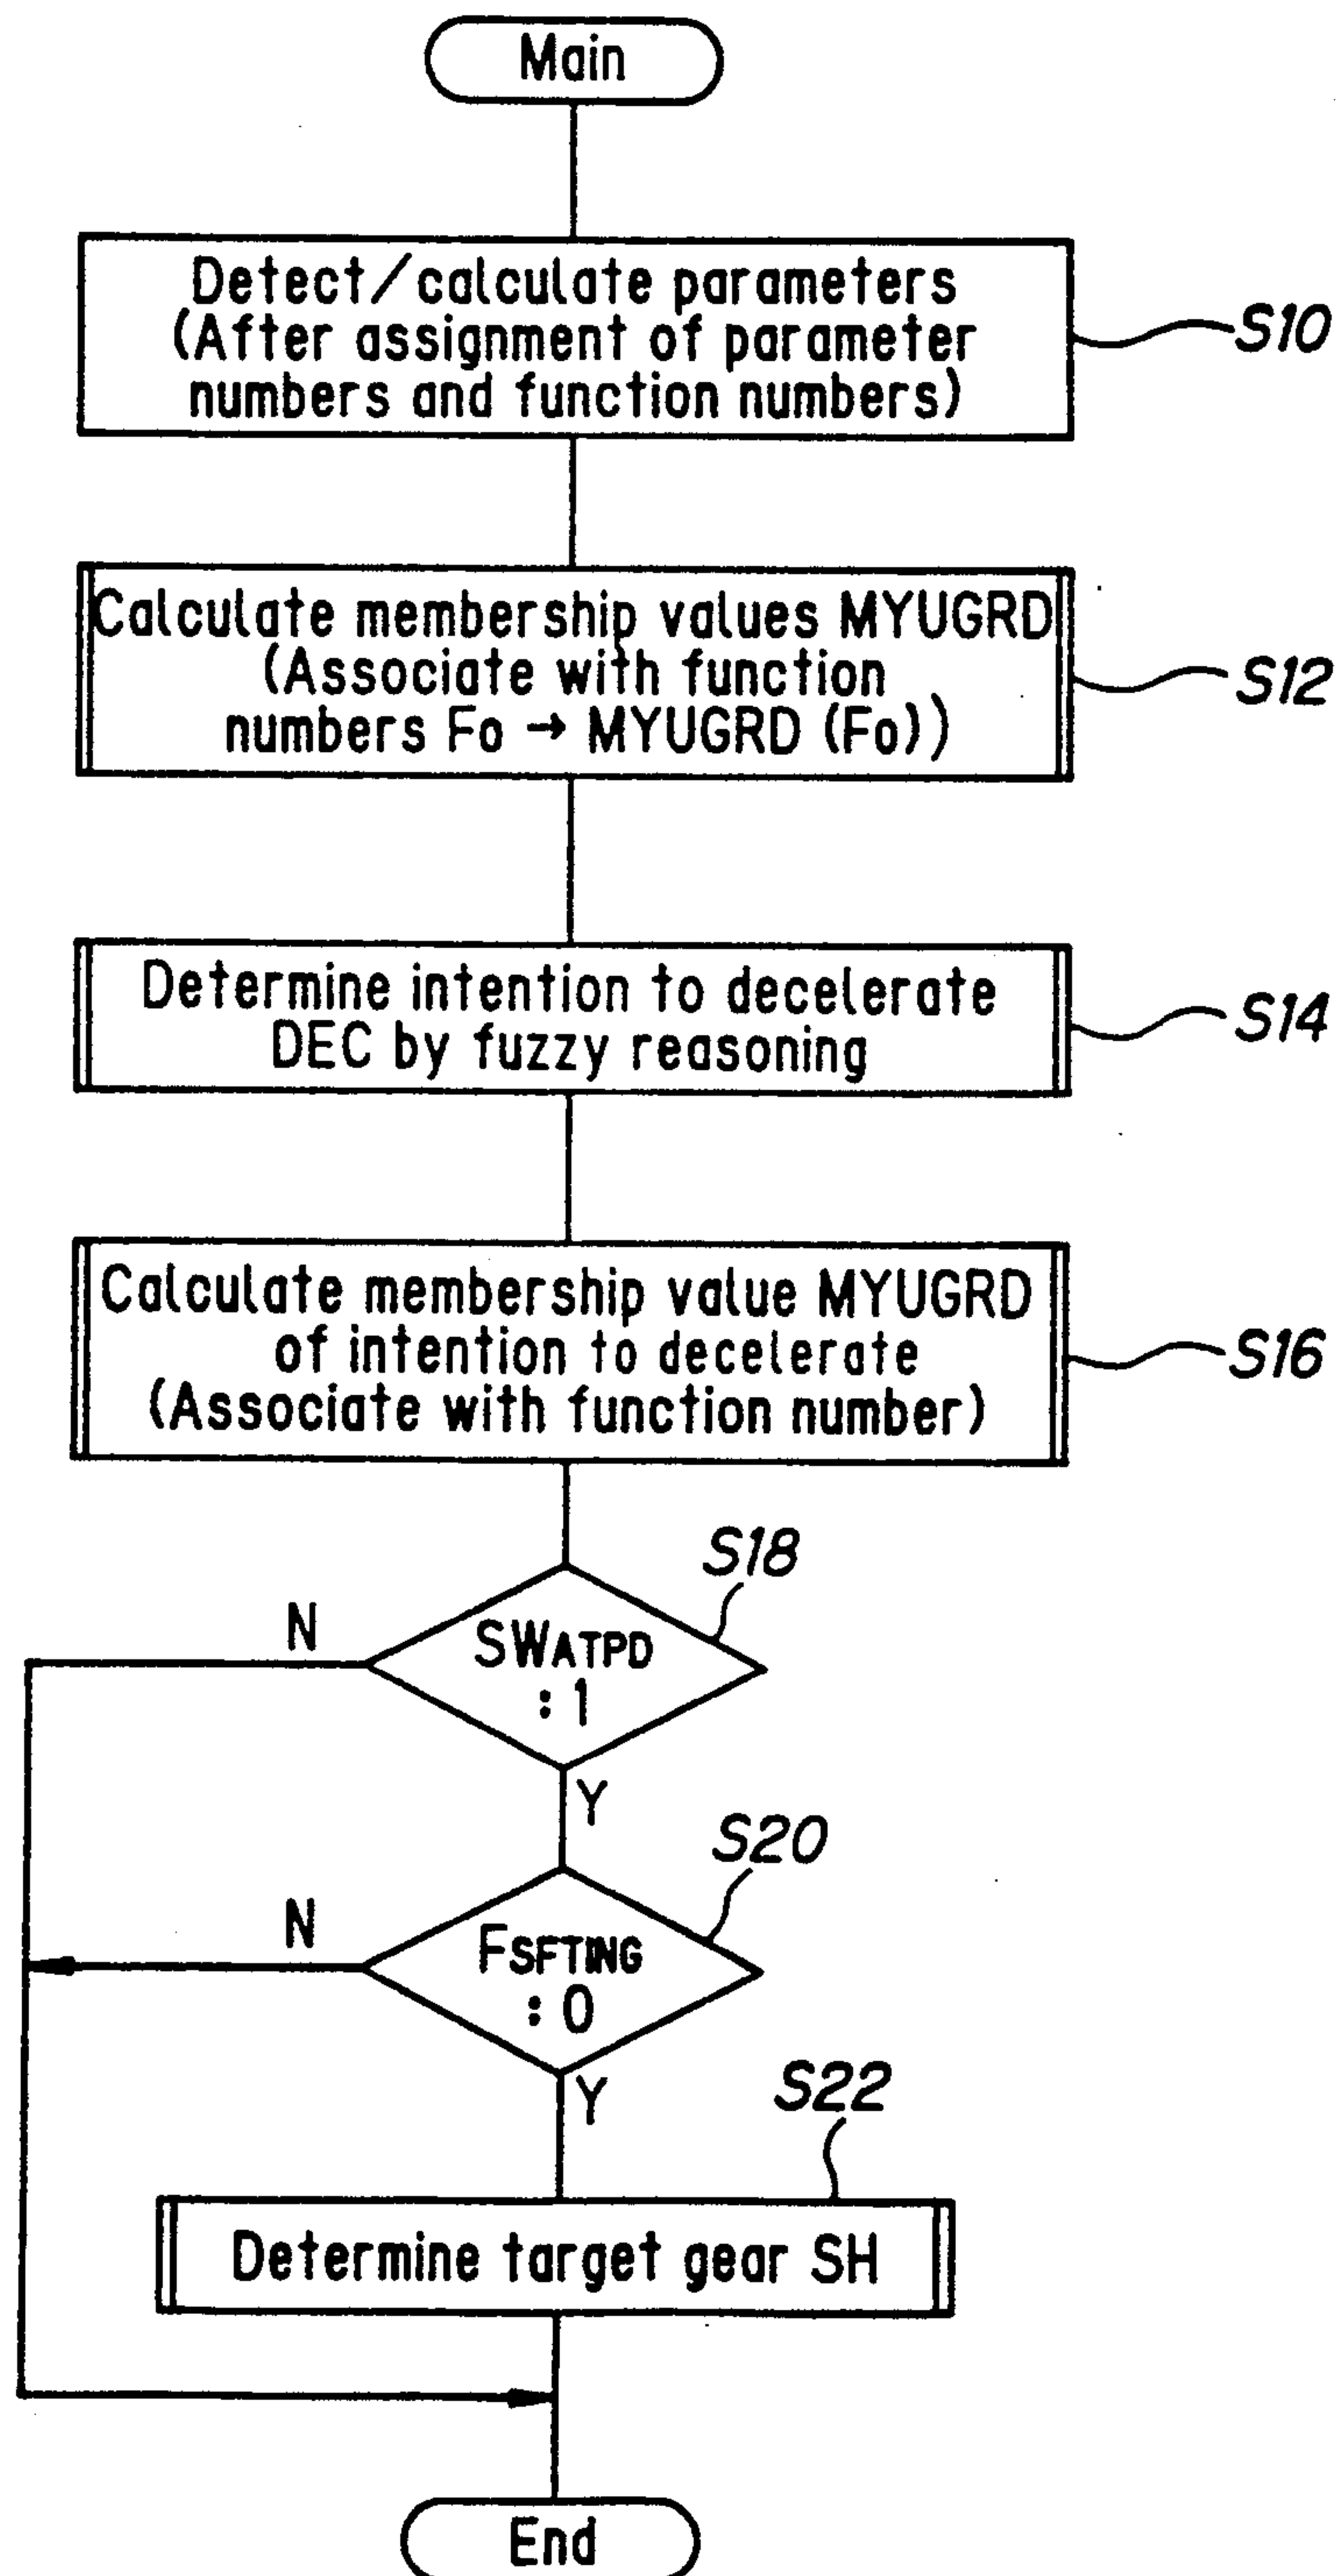 Main
Detect/calculate parameters
(After assignment of parameter
numbers and function numbers)
S10
Calculate membership values MYUGRD
(Associate with function
numbers Fo → MYUGRD (Fo))
S12
Determine intention to decelerate
DEC by fuzzy reasoning
S14
Calculate membership value MYUGRD
of intention to decelerate
(Associate with function number)
S16
S18
N
SWATPD
: 1
Y
S20
N
FSFTING
: 0
Y
S22
Determine target gear SH
End